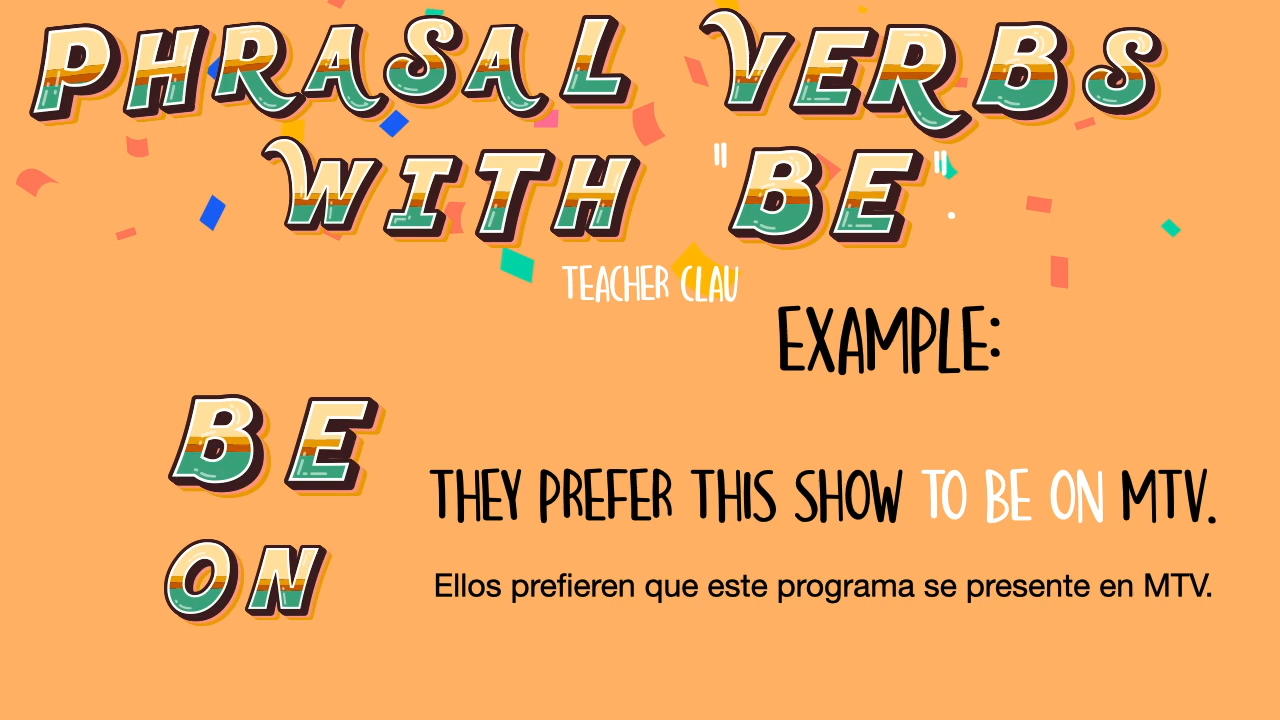 PHRASAL VERBS
WITH "BE".
TEACHER CLAU
EXAMPLE:
BE
ON
THEY PREFER THIS SHOW TO BE ON MTV.
Ellos prefieren que este programa se presente en MTV.